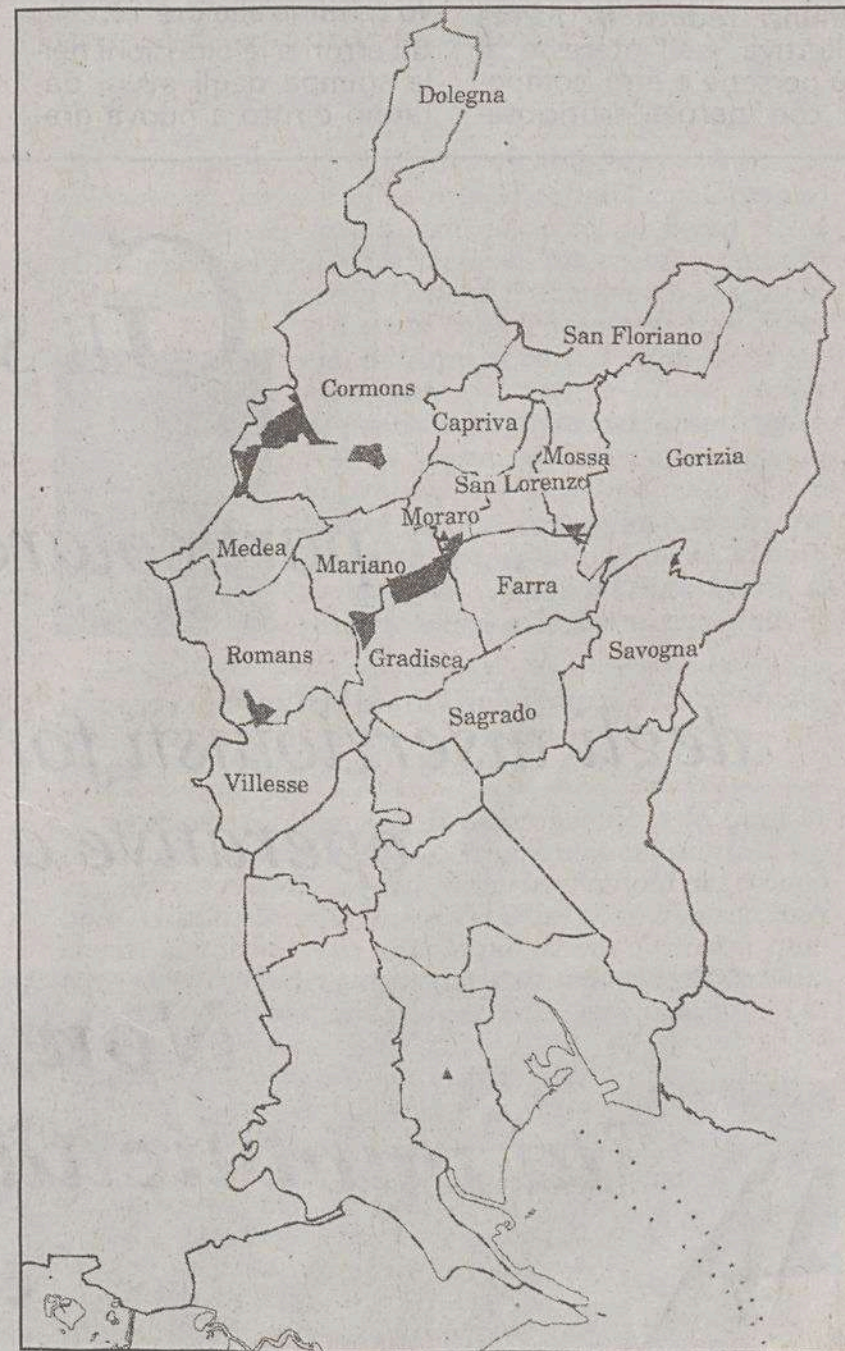 Dolegna
San Floriano
Cormons
Capriva
Mossa
Gorizia
San Lorenzo
Moraro
Medea
Mariano
Farra
Romans
Gradisca
Savogna
Sagrado
Villesse